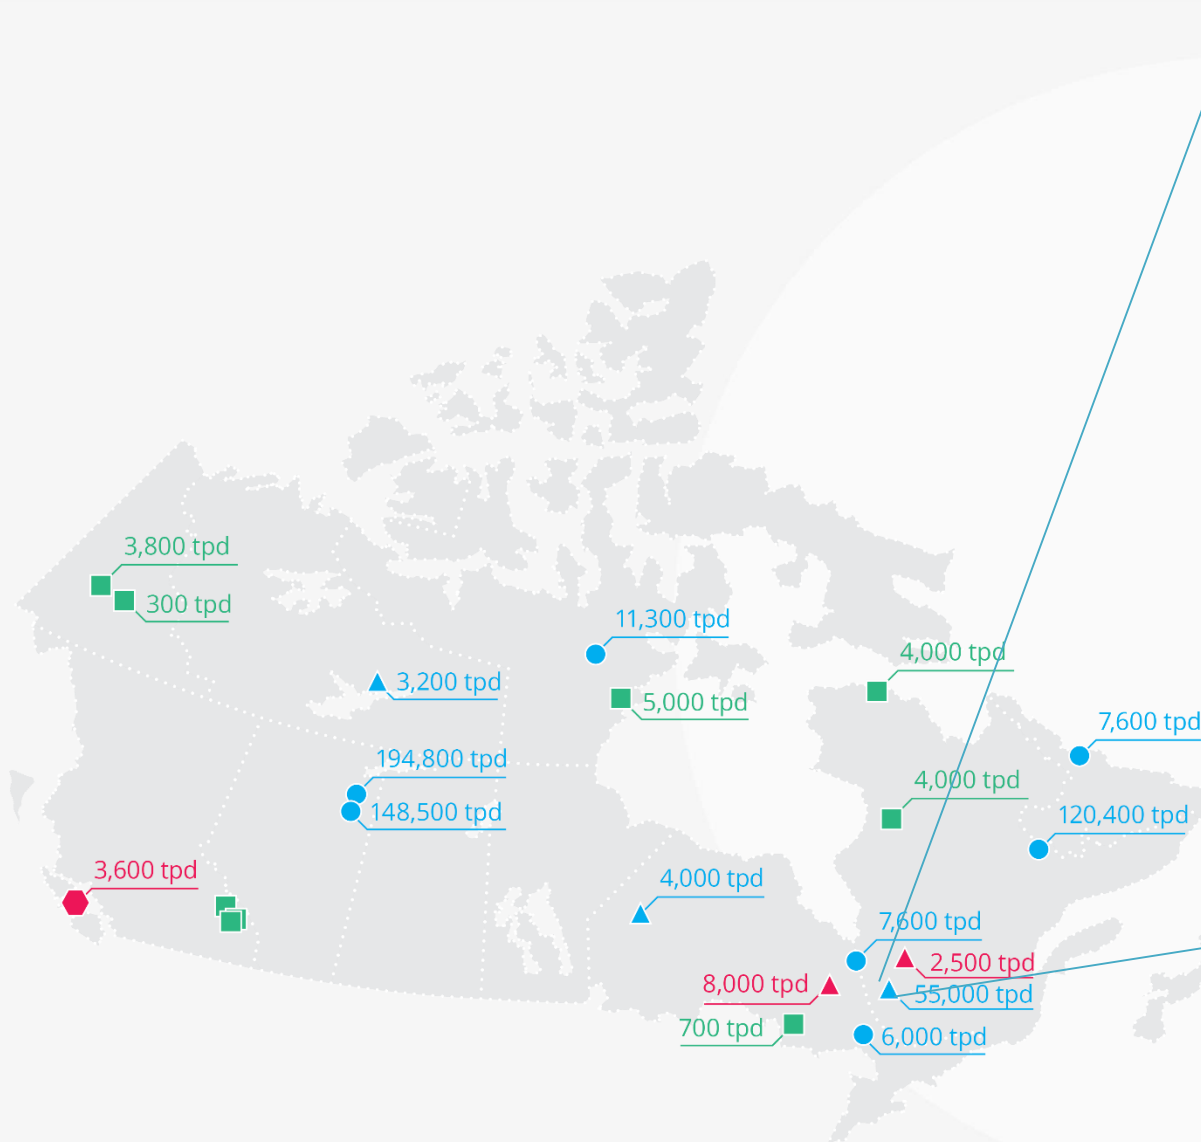 3,800 tpd
300 tpd
11,300 tpd
4,000 tpd
3,200 tpd
5,000 tpd
7,600 tpd
194,800 tpd
4,000 tpd
148,500 tpd
120,400 tpd
3,600 tpd
4,000 tpd
7,600 tpd
2,500 tpd
8,000 tpd
55,000 tpd
700 tpd
6,000 tpd